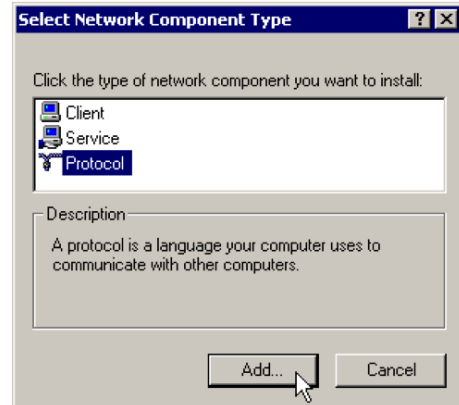 Select Network Component Type
Click the type of network component you want to install:
Client
Service
Protocol
Description
A protocol is a language your computer uses to
communicate with other computers.
Add... Cancel